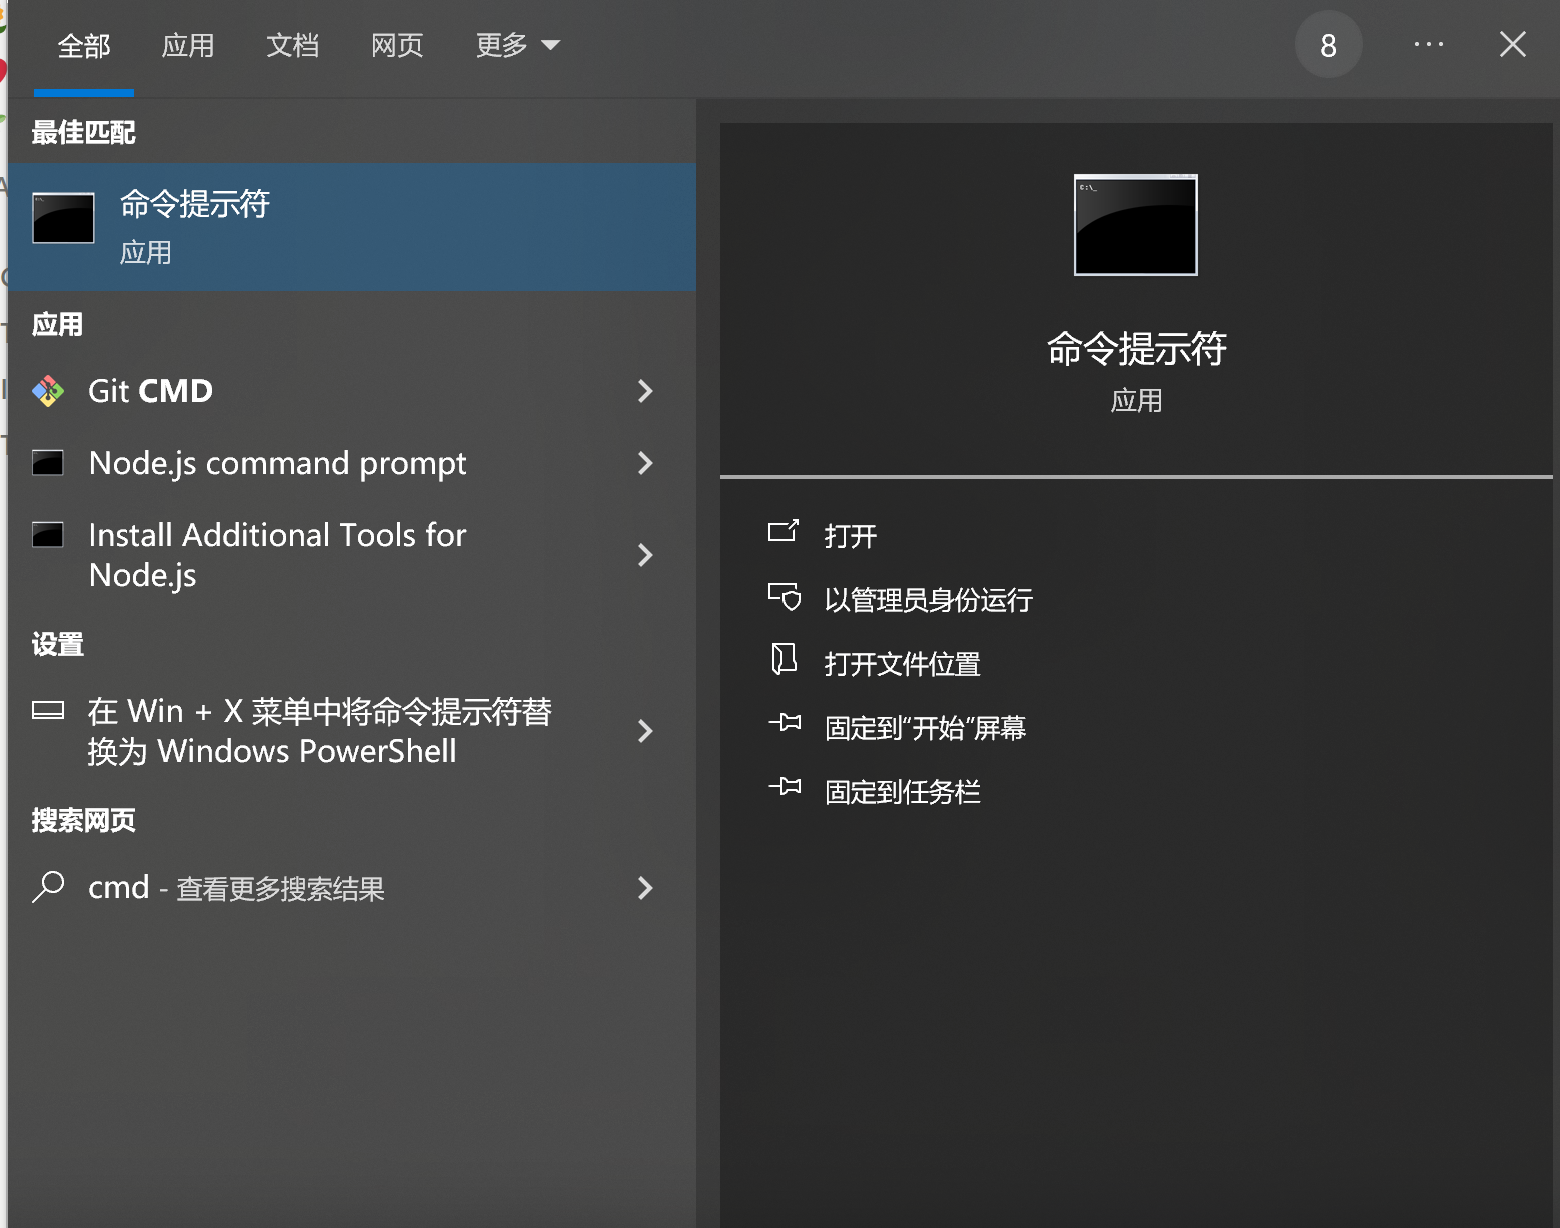 全部 应用 文档 网页 更多 8
最佳匹配
命令提示符
应用
应用
Git CMD
Node.js command prompt
Install Additional Tools for
Node.js
设置
在 Win + X 菜单中将命令提示符替
换为 Windows PowerShell
搜索网页
cmd - 查看更多搜索结果
C:\_
命令提示符
应用
打开
以管理员身份运行
打开文件位置
固定到“开始”屏幕
固定到任务栏